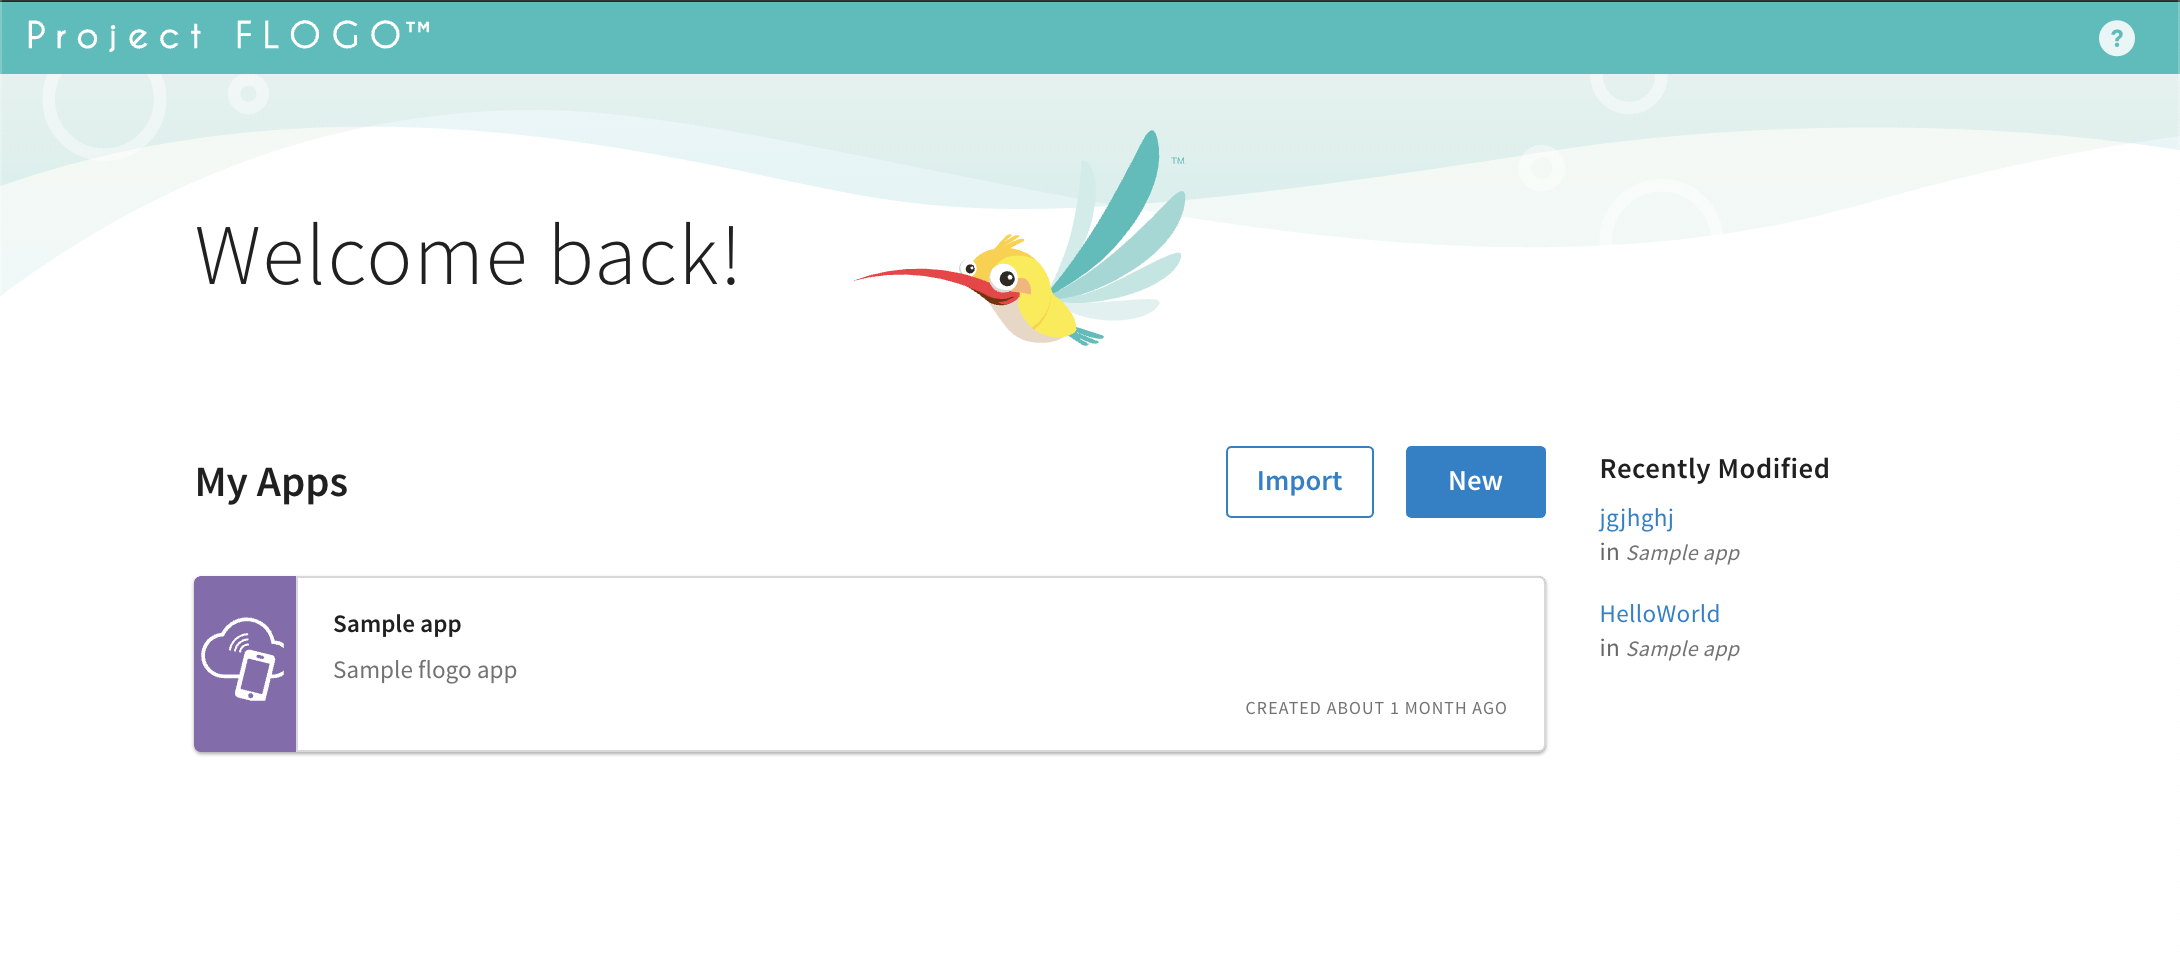 Project FLOGO™
?
TM
Welcome back!
My Apps
Import
New
Sample app
Sample flogo app
CREATED ABOUT 1 MONTH AGO
Recently Modified
jgjhghj
in Sample app
HelloWorld
in Sample app